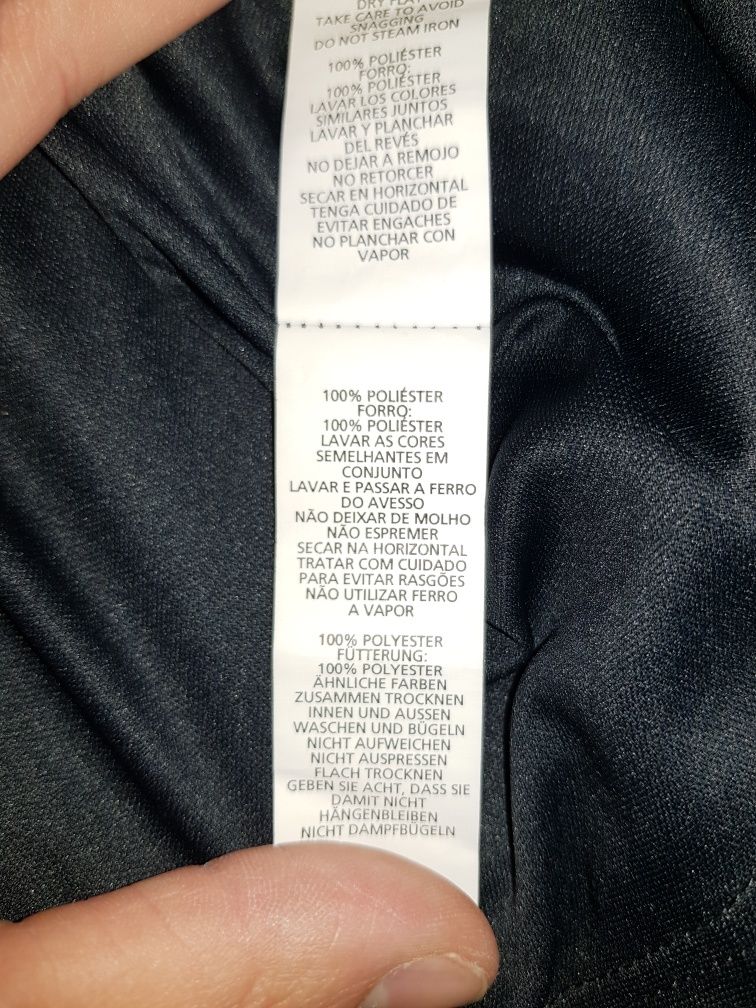 DRY FLAT
TAKE CARE TO AVOID
SNAGGING
DO NOT STEAM IRON
100% POLIÉSTER
FORRO:
100% POLIÉSTER
LAVAR LOS COLORES
SIMILARES JUNTOS
LAVAR Y PLANCHAR
DEL REVÉS
NO DEJAR A REMOJO
NO RETORCER
SECAR EN HORIZONTAL
TENGA CUIDADO DE
EVITAR ENGACHES
NO PLANCHAR CON
VAPOR
100% POLIÉSTER
FORRO:
100% POLIÉSTER
LAVAR AS CORES
SEMELHANTES EM
CONJUNTO
LAVAR E PASSAR A FERRO
DO AVESSO
NÃO DEIXAR DE MOLHO
NÃO ESPREMER
SECAR NA HORIZONTAL
TRATAR COM CUIDADO
PARA EVITAR RASGÕES
NÃO UTILIZAR FERRO
A VAPOR
100% POLYESTER
FÜTTERUNG:
100% POLYESTER
ÄHNLICHE FARBEN
ZUSAMMEN TROCKNEN
INNEN UND AUSSEN
WASCHEN UND BÜGELN
NICHT AUFWEICHEN
NICHT AUSPRESSEN
FLACH TROCKNEN
GEBEN SIE ACHT, DASS SIE
DAMIT NICHT
HÄNGENBLEIBEN
NICHT DAMPFBÜGELN